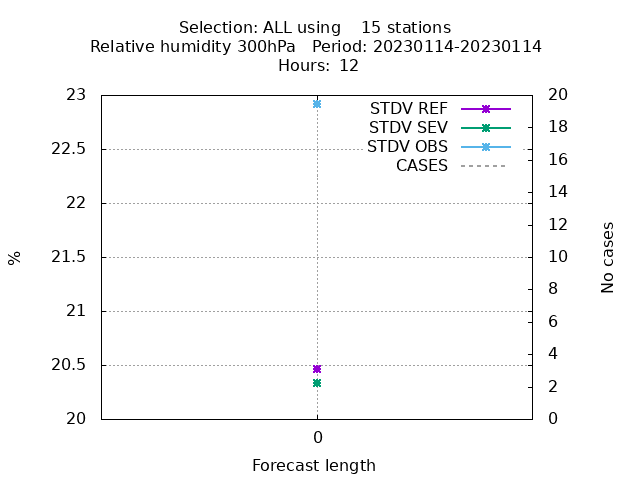 Selection: ALL using    15 stations
Relative humidity 300hPa   Period: 20230114-20230114
Hours:  12
STDV REF
STDV SEV
STDV OBS
CASES
%
23
22.5
22
21.5
21
20.5
20
20
18
16
14
12
10
8
6
4
2
0
No cases
0
Forecast length